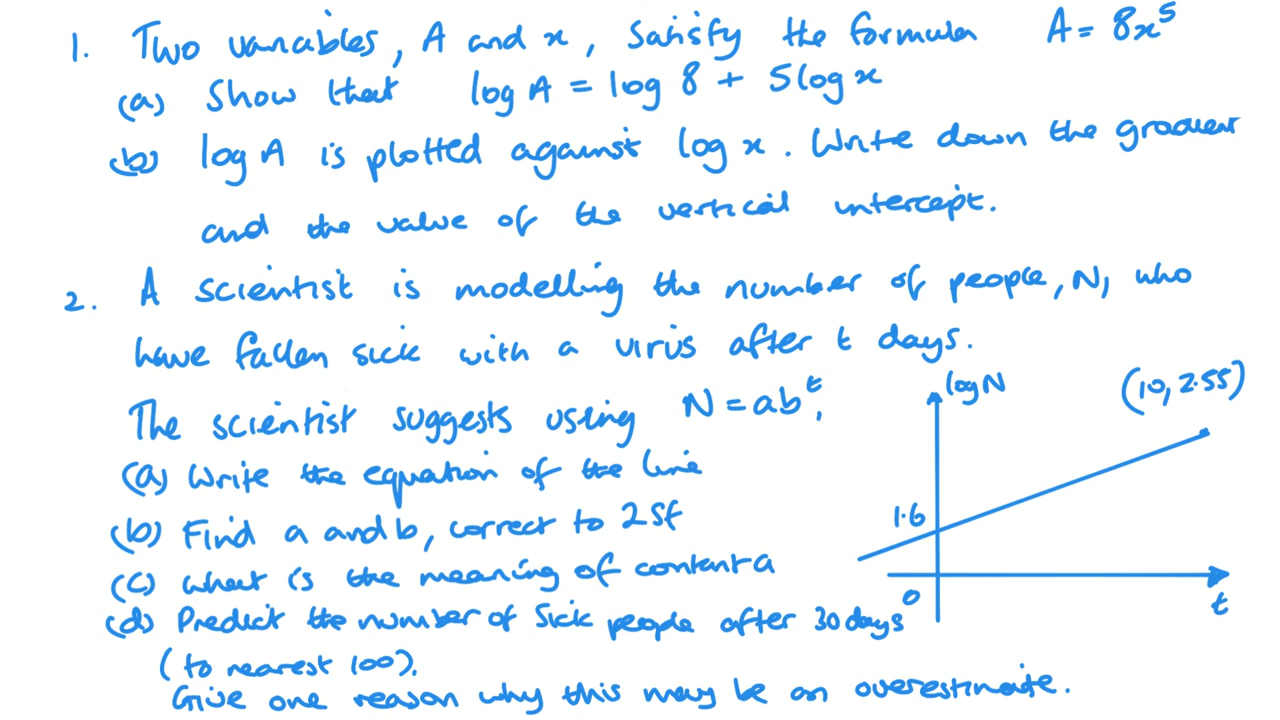 1. Two variables, A and x, satisfy the formula A = 8x⁵
(a) Show that log A = log 8 + 5 log x
(b) log A is plotted against log x. Write down the gradient
and the value of the vertical intercept.
2. A scientist is modelling the number of people, N, who
have fallen sick with a virus after t days.
The scientist suggests using N = abᵗ,
(a) Write the equation of the line
(b) Find a and b, correct to 2sf
(c) What is the meaning of contant a
(d) Predict the number of sick people after 30 days
(to nearest 100).
Give one reason why this may be an overestimate.
log N
(10, 2.55)
1.6
0
t